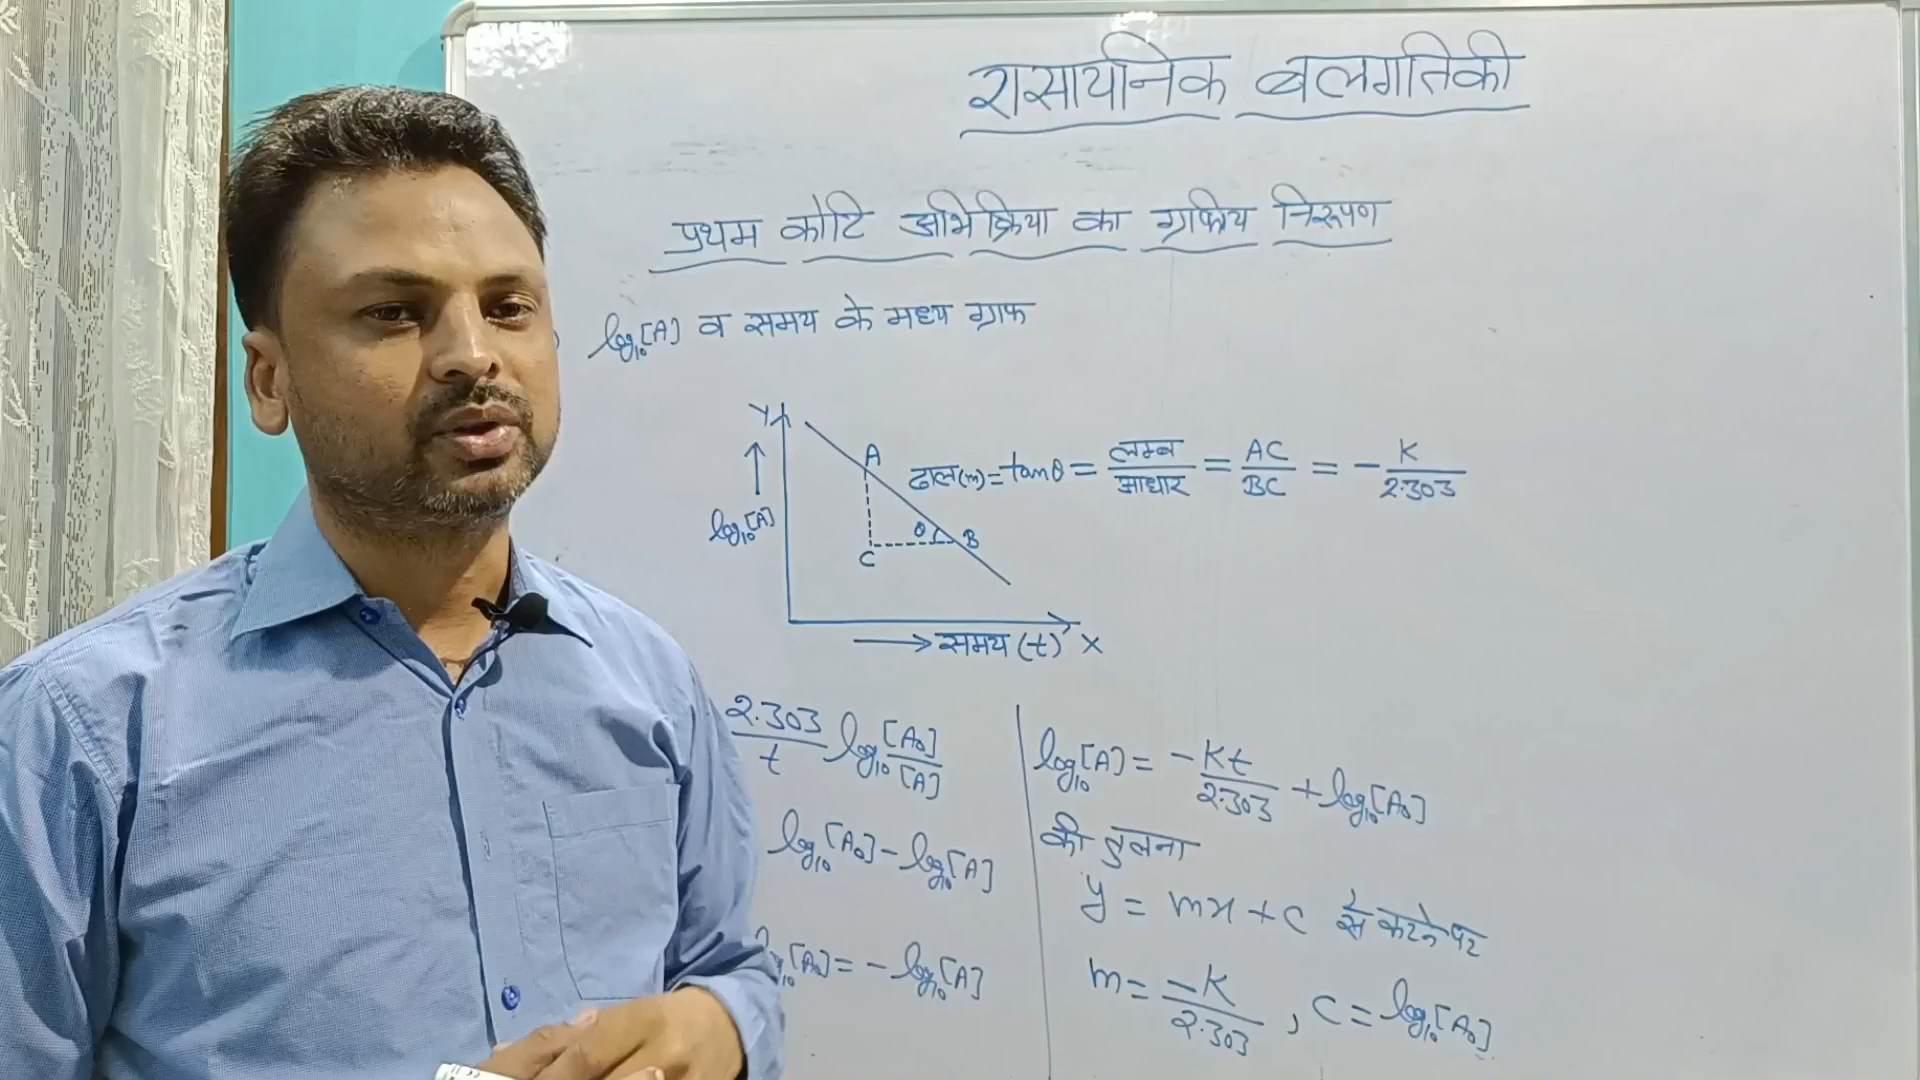 रासायनिक बलगतिकी
प्रथम कोटि अभिक्रिया का ग्राफिय निरूपण
log₁₀[A] व समय के मध्य ग्राफ
Y
A
ढाल(m) = tanθ = लम्ब/आधार = AC/BC = -K/2.303
log₁₀[A]
θ
B
C
समय (t) X
2.303/t log₁₀ [A₀]/[A]
log₁₀[A₀] - log₁₀[A]
[A₀] = - log₁₀[A]
log₁₀[A] = -Kt/2.303 + log₁₀[A₀]
की तुलना
y = mx + c से करने पर
m = -K/2.303 , c = log₁₀[A₀]